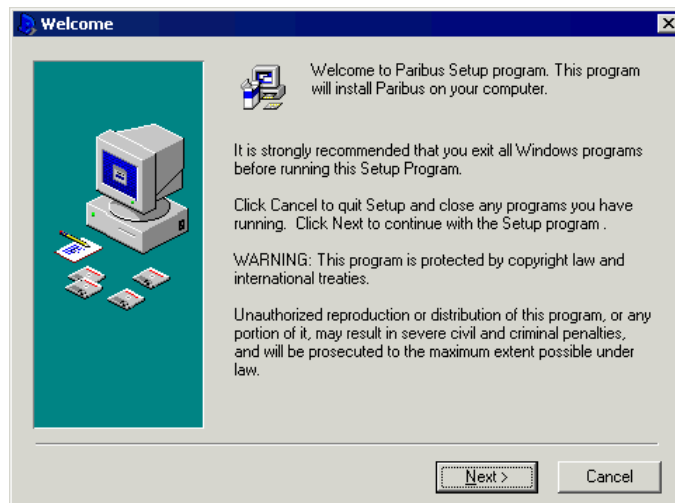 Welcome
Welcome to Paribus Setup program. This program
will install Paribus on your computer.
It is strongly recommended that you exit all Windows programs
before running this Setup Program.
Click Cancel to quit Setup and close any programs you have
running.  Click Next to continue with the Setup program .
WARNING: This program is protected by copyright law and
international treaties.
Unauthorized reproduction or distribution of this program, or any
portion of it, may result in severe civil and criminal penalties,
and will be prosecuted to the maximum extent possible under
law.
Next >
Cancel